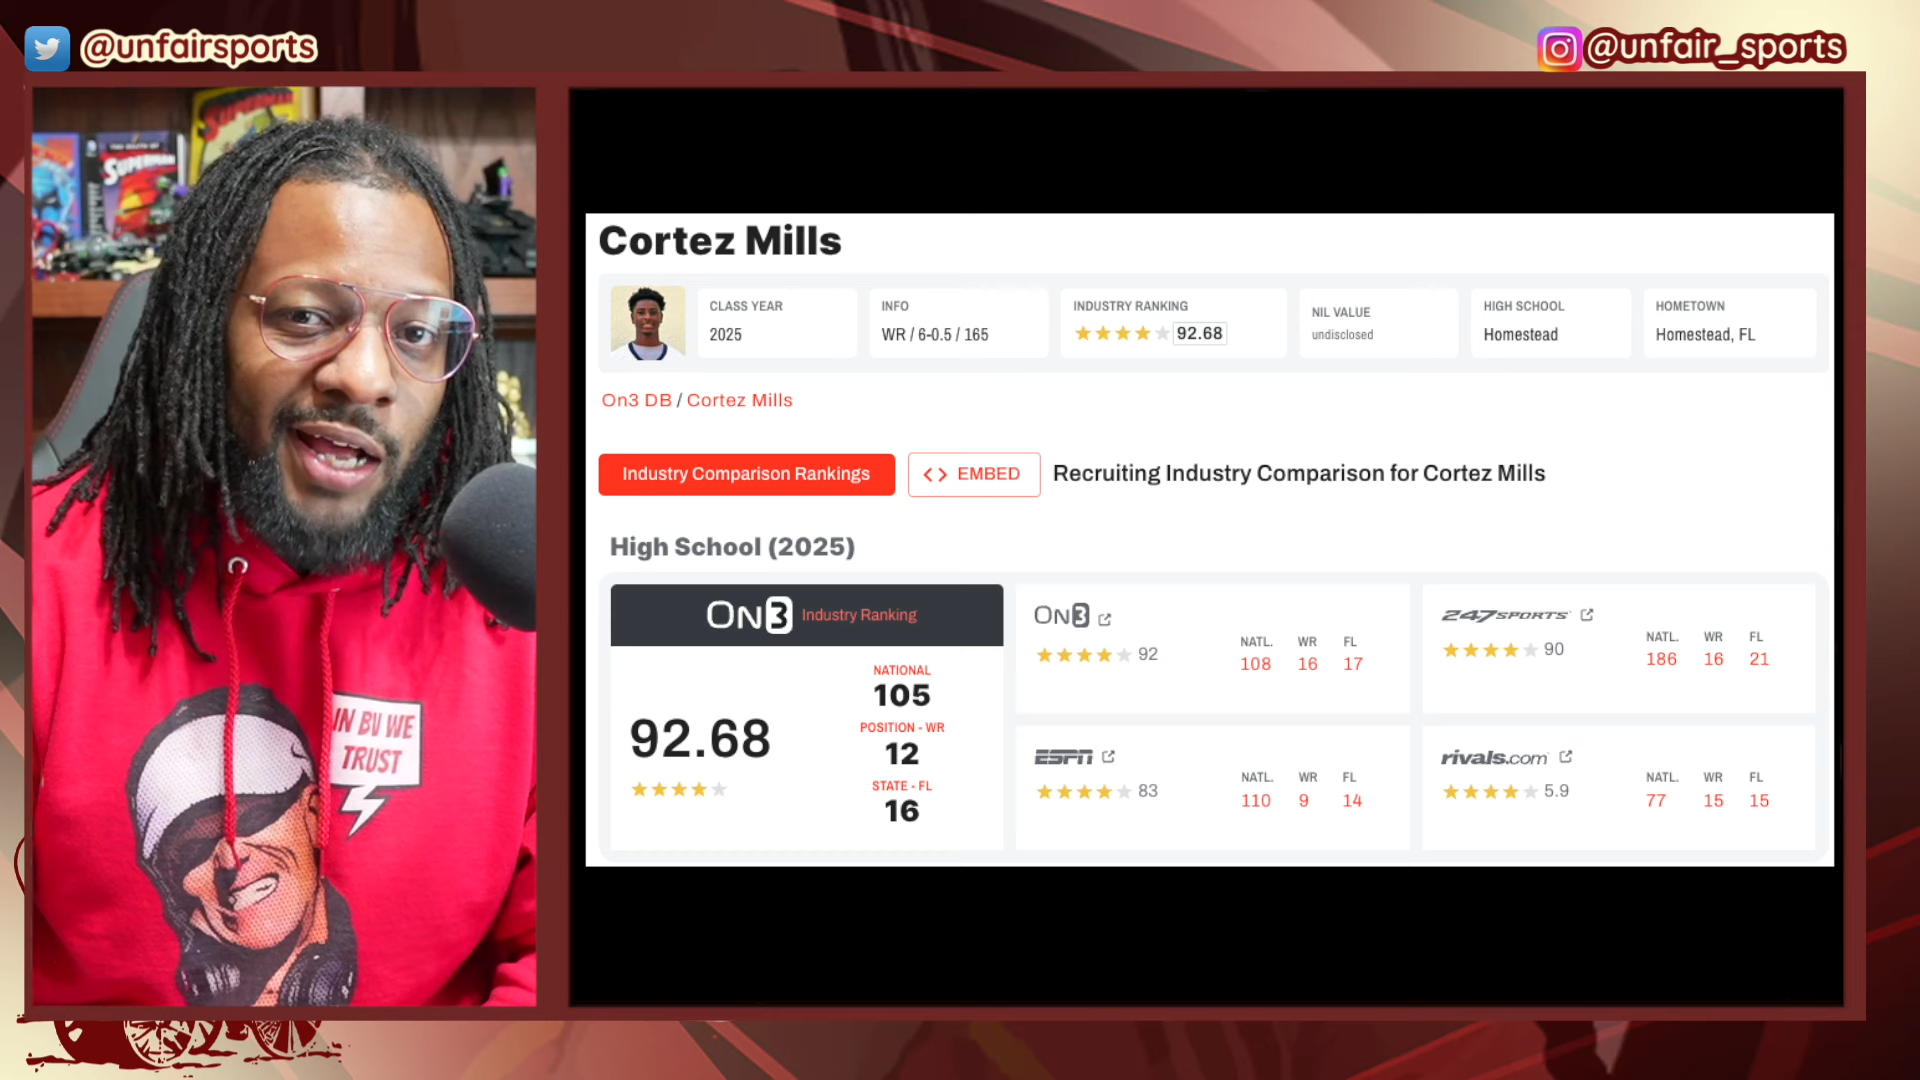 @unfairsports
@unfair_sports
SUPERMAN
SUPERMAN
IN BU WE
TRUST
Cortez Mills
CLASS YEAR
2025
INFO
WR / 6-0.5 / 165
INDUSTRY RANKING
92.68
NIL VALUE
undisclosed
HIGH SCHOOL
Homestead
HOMETOWN
Homestead, FL
On3 DB / Cortez Mills
Industry Comparison Rankings
<> EMBED
Recruiting Industry Comparison for Cortez Mills
High School (2025)
ON3 Industry Ranking
92.68
NATIONAL
105
POSITION - WR
12
STATE - FL
16
ON3
92
NATL. WR FL
108 16 17
247SPORTS
90
NATL. WR FL
186 16 21
ESPN
83
NATL. WR FL
110 9 14
rivals.com
5.9
NATL. WR FL
77 15 15